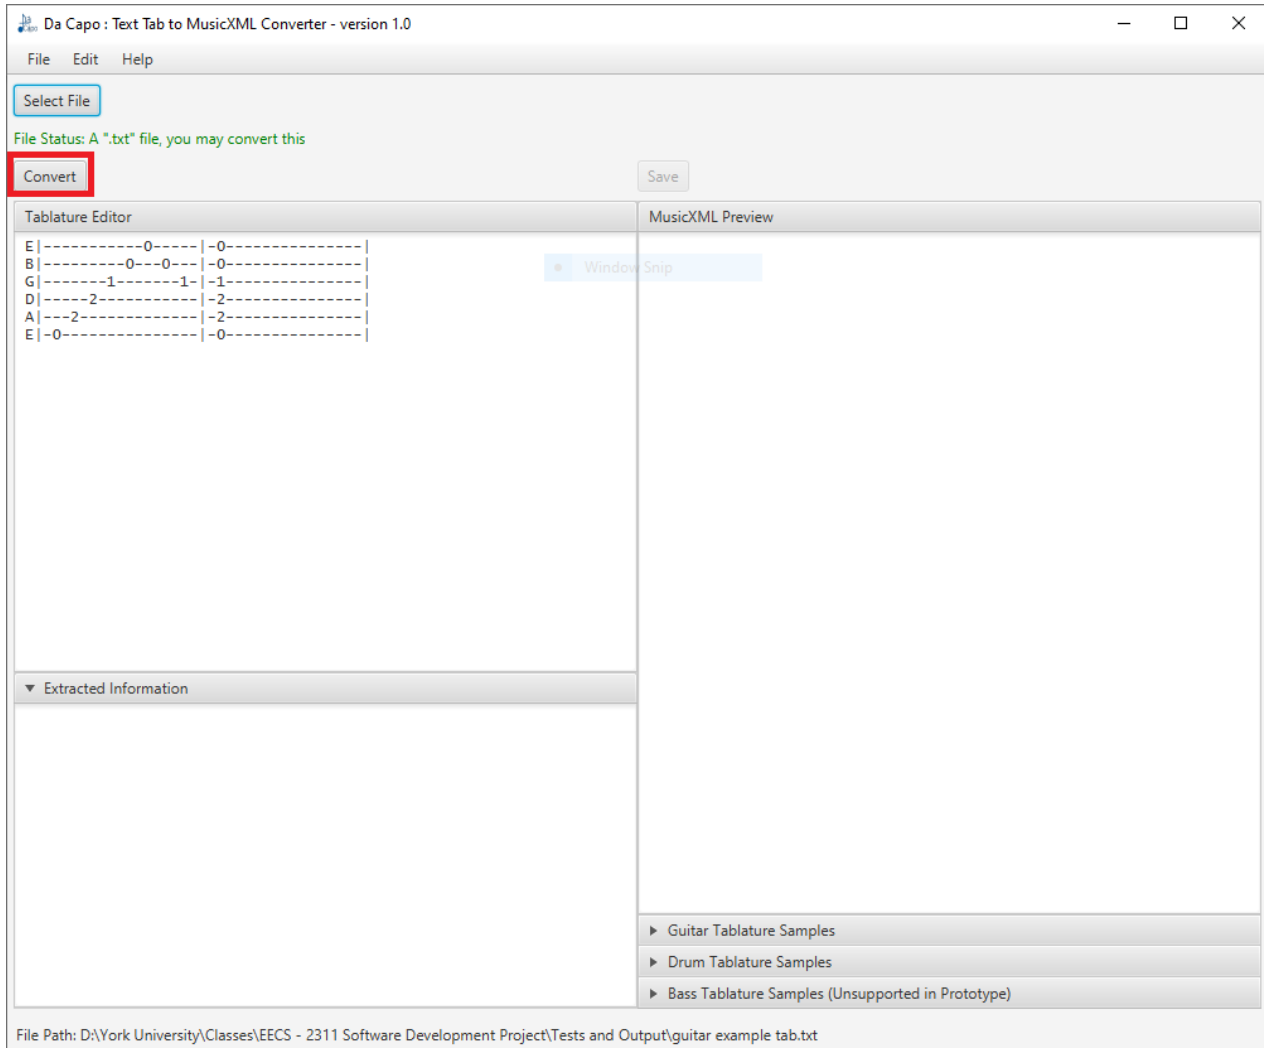 Da Capo : Text Tab to MusicXML Converter - version 1.0
File Edit Help
Select File
File Status: A ".txt" file, you may convert this
Convert
Save
Tablature Editor
E|-----------0-----|-0---------------|
B|---------0---0---|-0---------------|
G|-------1-------1-|-1---------------|
D|-----2-----------|-2---------------|
A|---2-------------|-2---------------|
E|-0---------------|-0---------------|
MusicXML Preview
Window Snip
Extracted Information
Guitar Tablature Samples
Drum Tablature Samples
Bass Tablature Samples (Unsupported in Prototype)
File Path: D:\York University\Classes\EECS - 2311 Software Development Project\Tests and Output\guitar example tab.txt